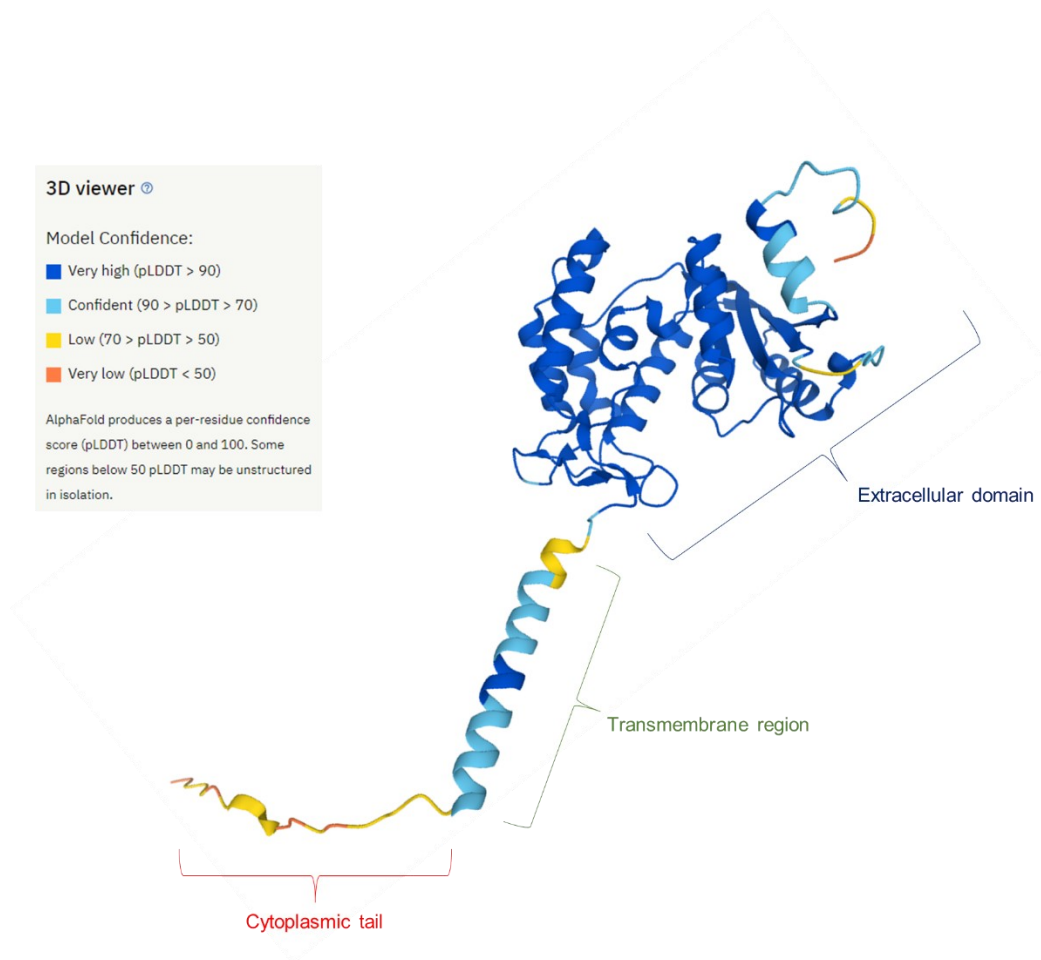 3D viewer
Model Confidence:
Very high (pLDDT > 90)
Confident (90 > pLDDT > 70)
Low (70 > pLDDT > 50)
Very low (pLDDT < 50)
AlphaFold produces a per-residue confidence
score (pLDDT) between 0 and 100. Some
regions below 50 pLDDT may be unstructured
in isolation.
Extracellular domain
Transmembrane region
Cytoplasmic tail